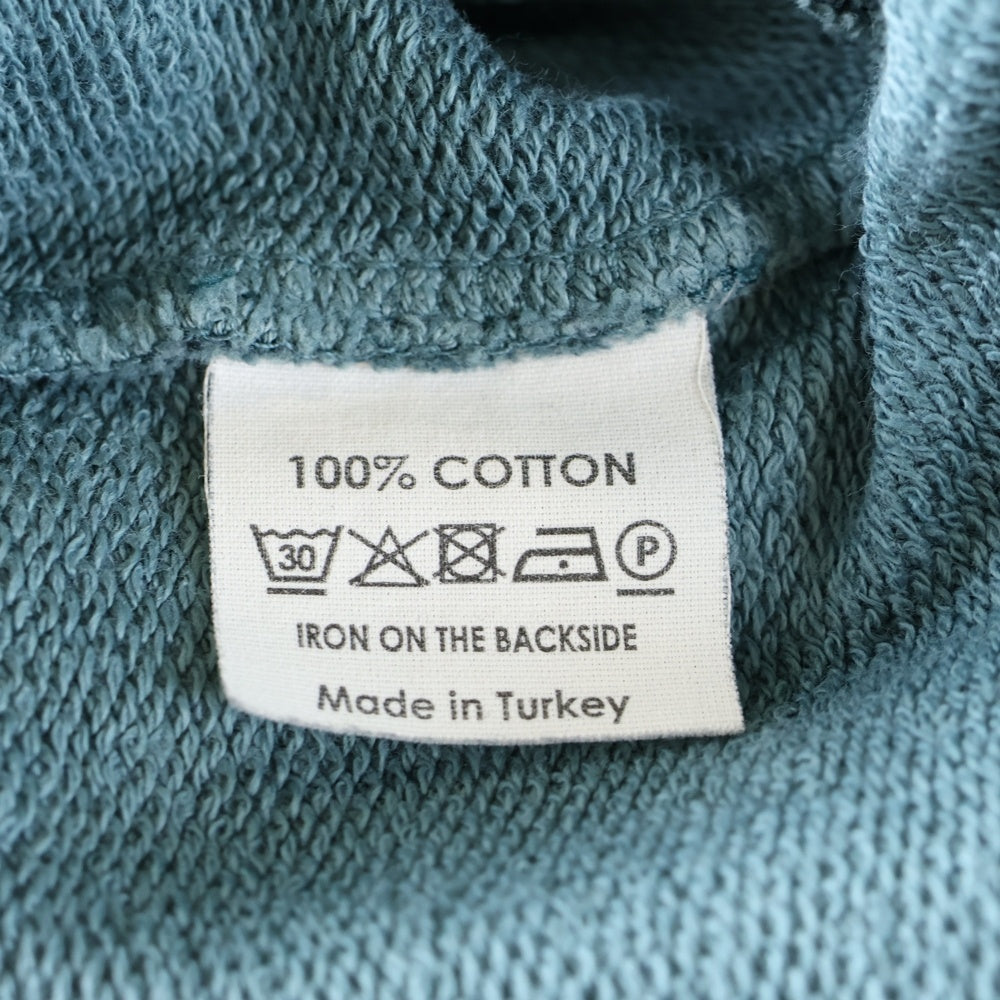 100% COTTON
30 P
IRON ON THE BACKSIDE
Made in Turkey